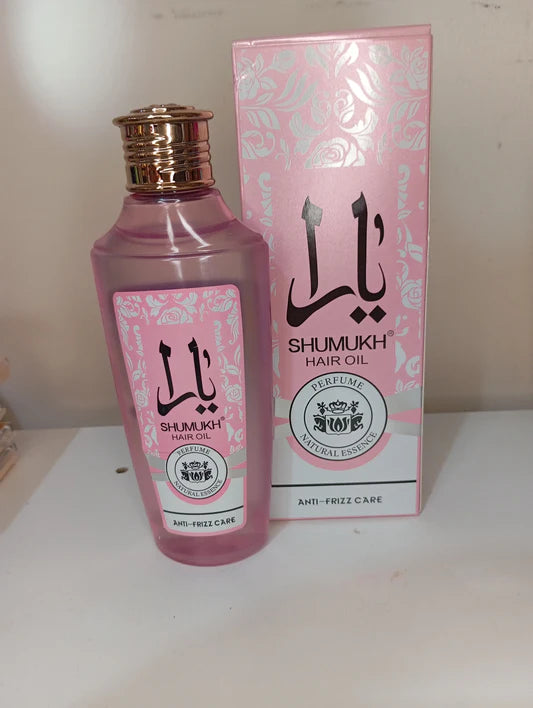 يارا
SHUMUKH®
HAIR OIL
PERFUME
NATURAL ESSENCE
ANTI-FRIZZ CARE
يارا
SHUMUKH
HAIR OIL
PERFUME
NATURAL ESSENCE
ANTI-FRIZZ CARE